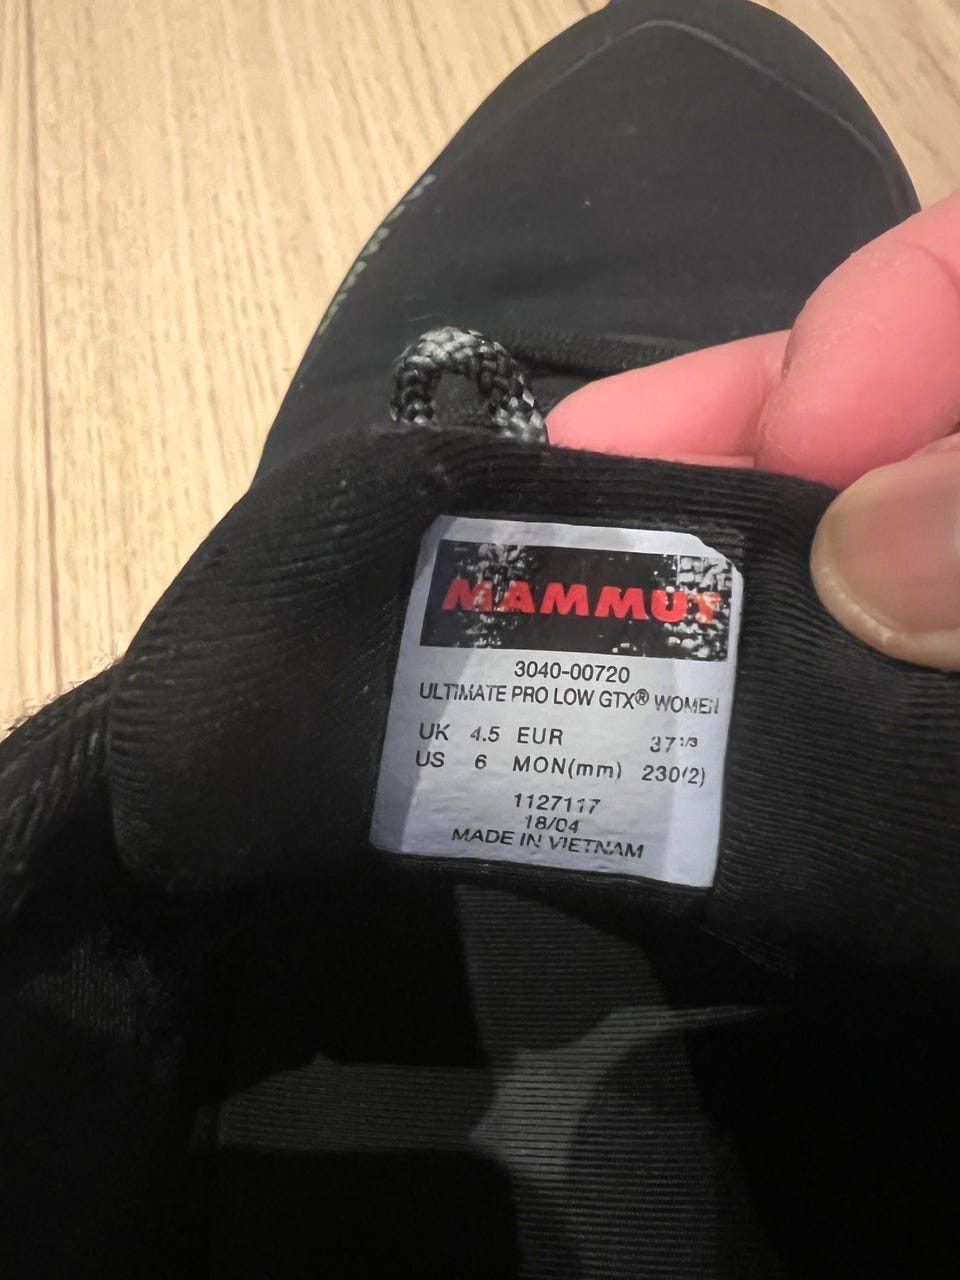 MAMMUT
3040-00720
ULTIMATE PRO LOW GTX® WOMEN
UK 4.5 EUR 37 1/3
US 6 MON(mm) 230(2)
1127117
18/04
MADE IN VIETNAM